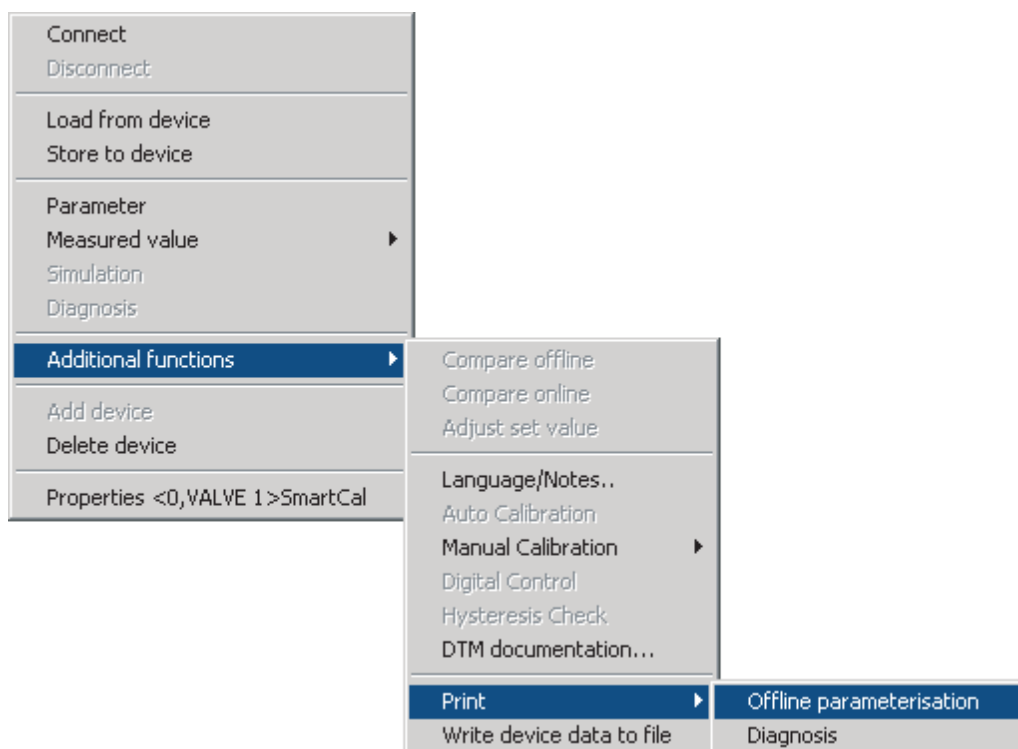 Connect
Disconnect
Load from device
Store to device
Parameter
Measured value
Simulation
Diagnosis
Additional functions
Add device
Delete device
Properties <0,VALVE 1>SmartCal
Compare offline
Compare online
Adjust set value
Language/Notes..
Auto Calibration
Manual Calibration
Digital Control
Hysteresis Check
DTM documentation...
Print
Write device data to file
Offline parameterisation
Diagnosis